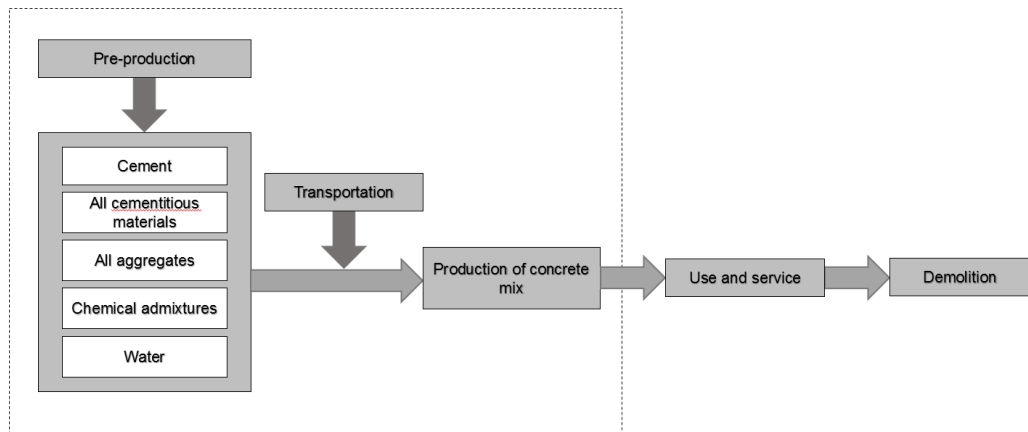 Pre-production
Cement
All cementitious
materials
All aggregates
Chemical admixtures
Water
Transportation
Production of concrete
mix
Use and service
Demolition